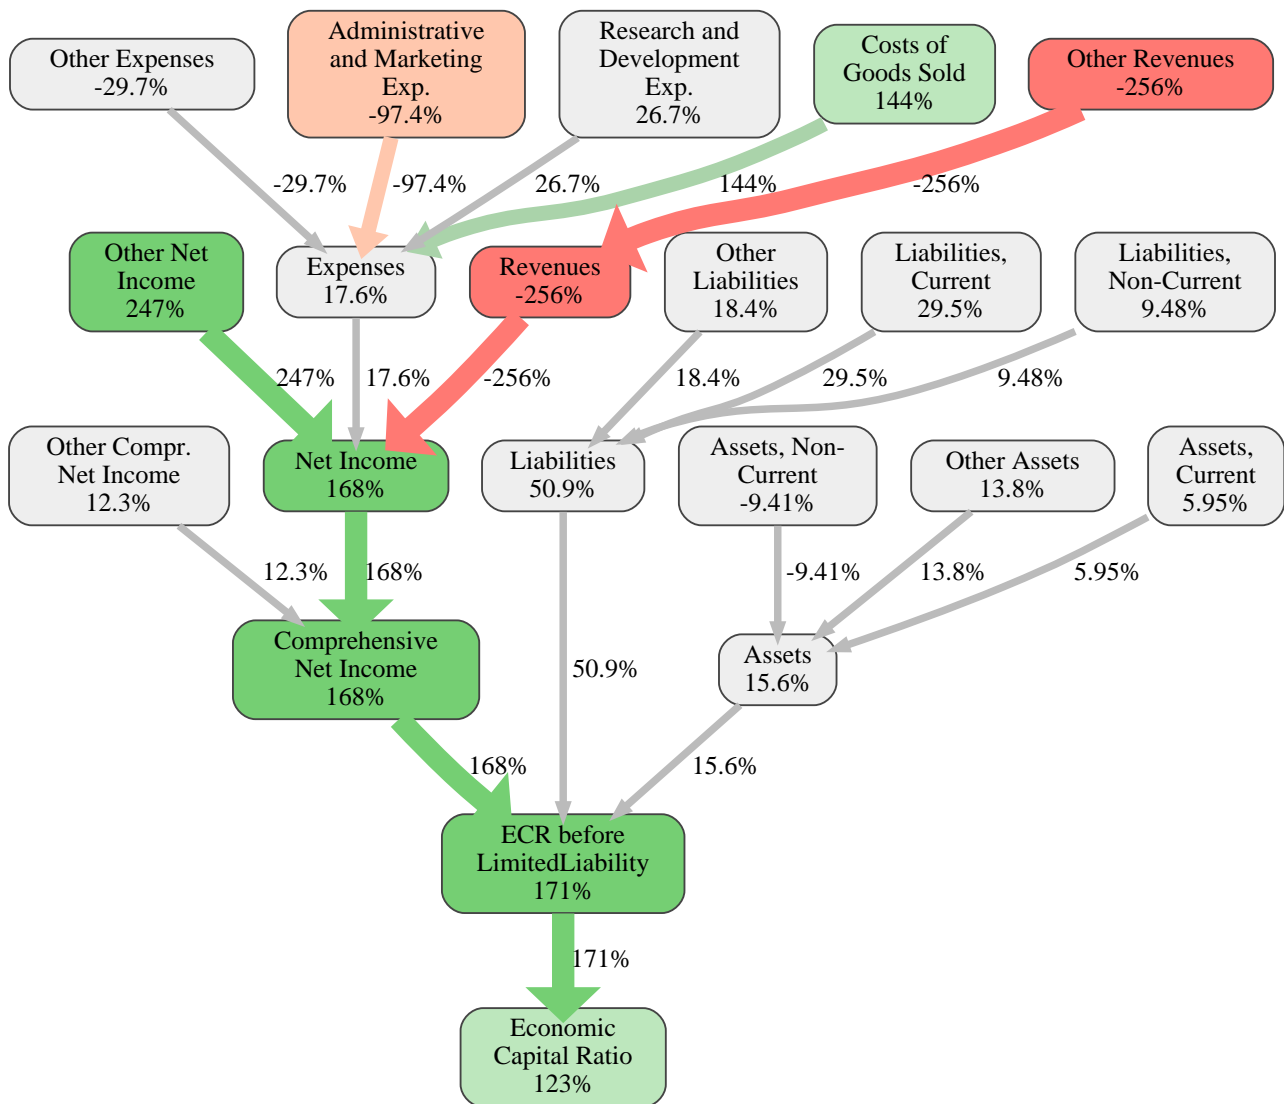 Other Expenses
-29.7%
Administrative
and Marketing
Exp.
-97.4%
Research and
Development
Exp.
26.7%
Costs of
Goods Sold
144%
Other Revenues
-256%
-29.7%
-97.4%
26.7%
144%
-256%
Other Net
Income
247%
Expenses
17.6%
Revenues
-256%
Other
Liabilities
18.4%
Liabilities,
Current
29.5%
Liabilities,
Non-Current
9.48%
247%
17.6%
-256%
18.4%
29.5%
9.48%
Other Compr.
Net Income
12.3%
Net Income
168%
Liabilities
50.9%
Assets, Non-
Current
-9.41%
Other Assets
13.8%
Assets,
Current
5.95%
12.3%
168%
-9.41%
13.8%
5.95%
Comprehensive
Net Income
168%
50.9%
Assets
15.6%
168%
15.6%
ECR before
LimitedLiability
171%
171%
Economic
Capital Ratio
123%